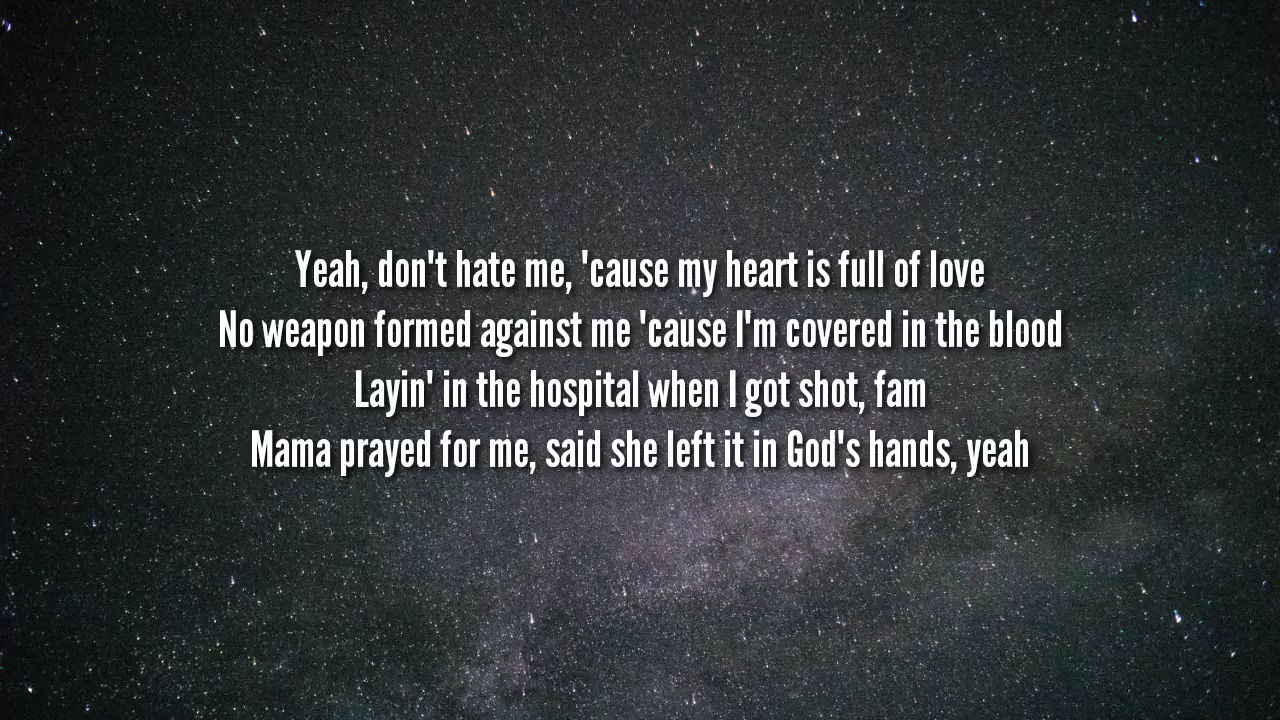 Yeah, don't hate me, 'cause my heart is full of love
No weapon formed against me 'cause I'm covered in the blood
Layin' in the hospital when I got shot, fam
Mama prayed for me, said she left it in God's hands, yeah